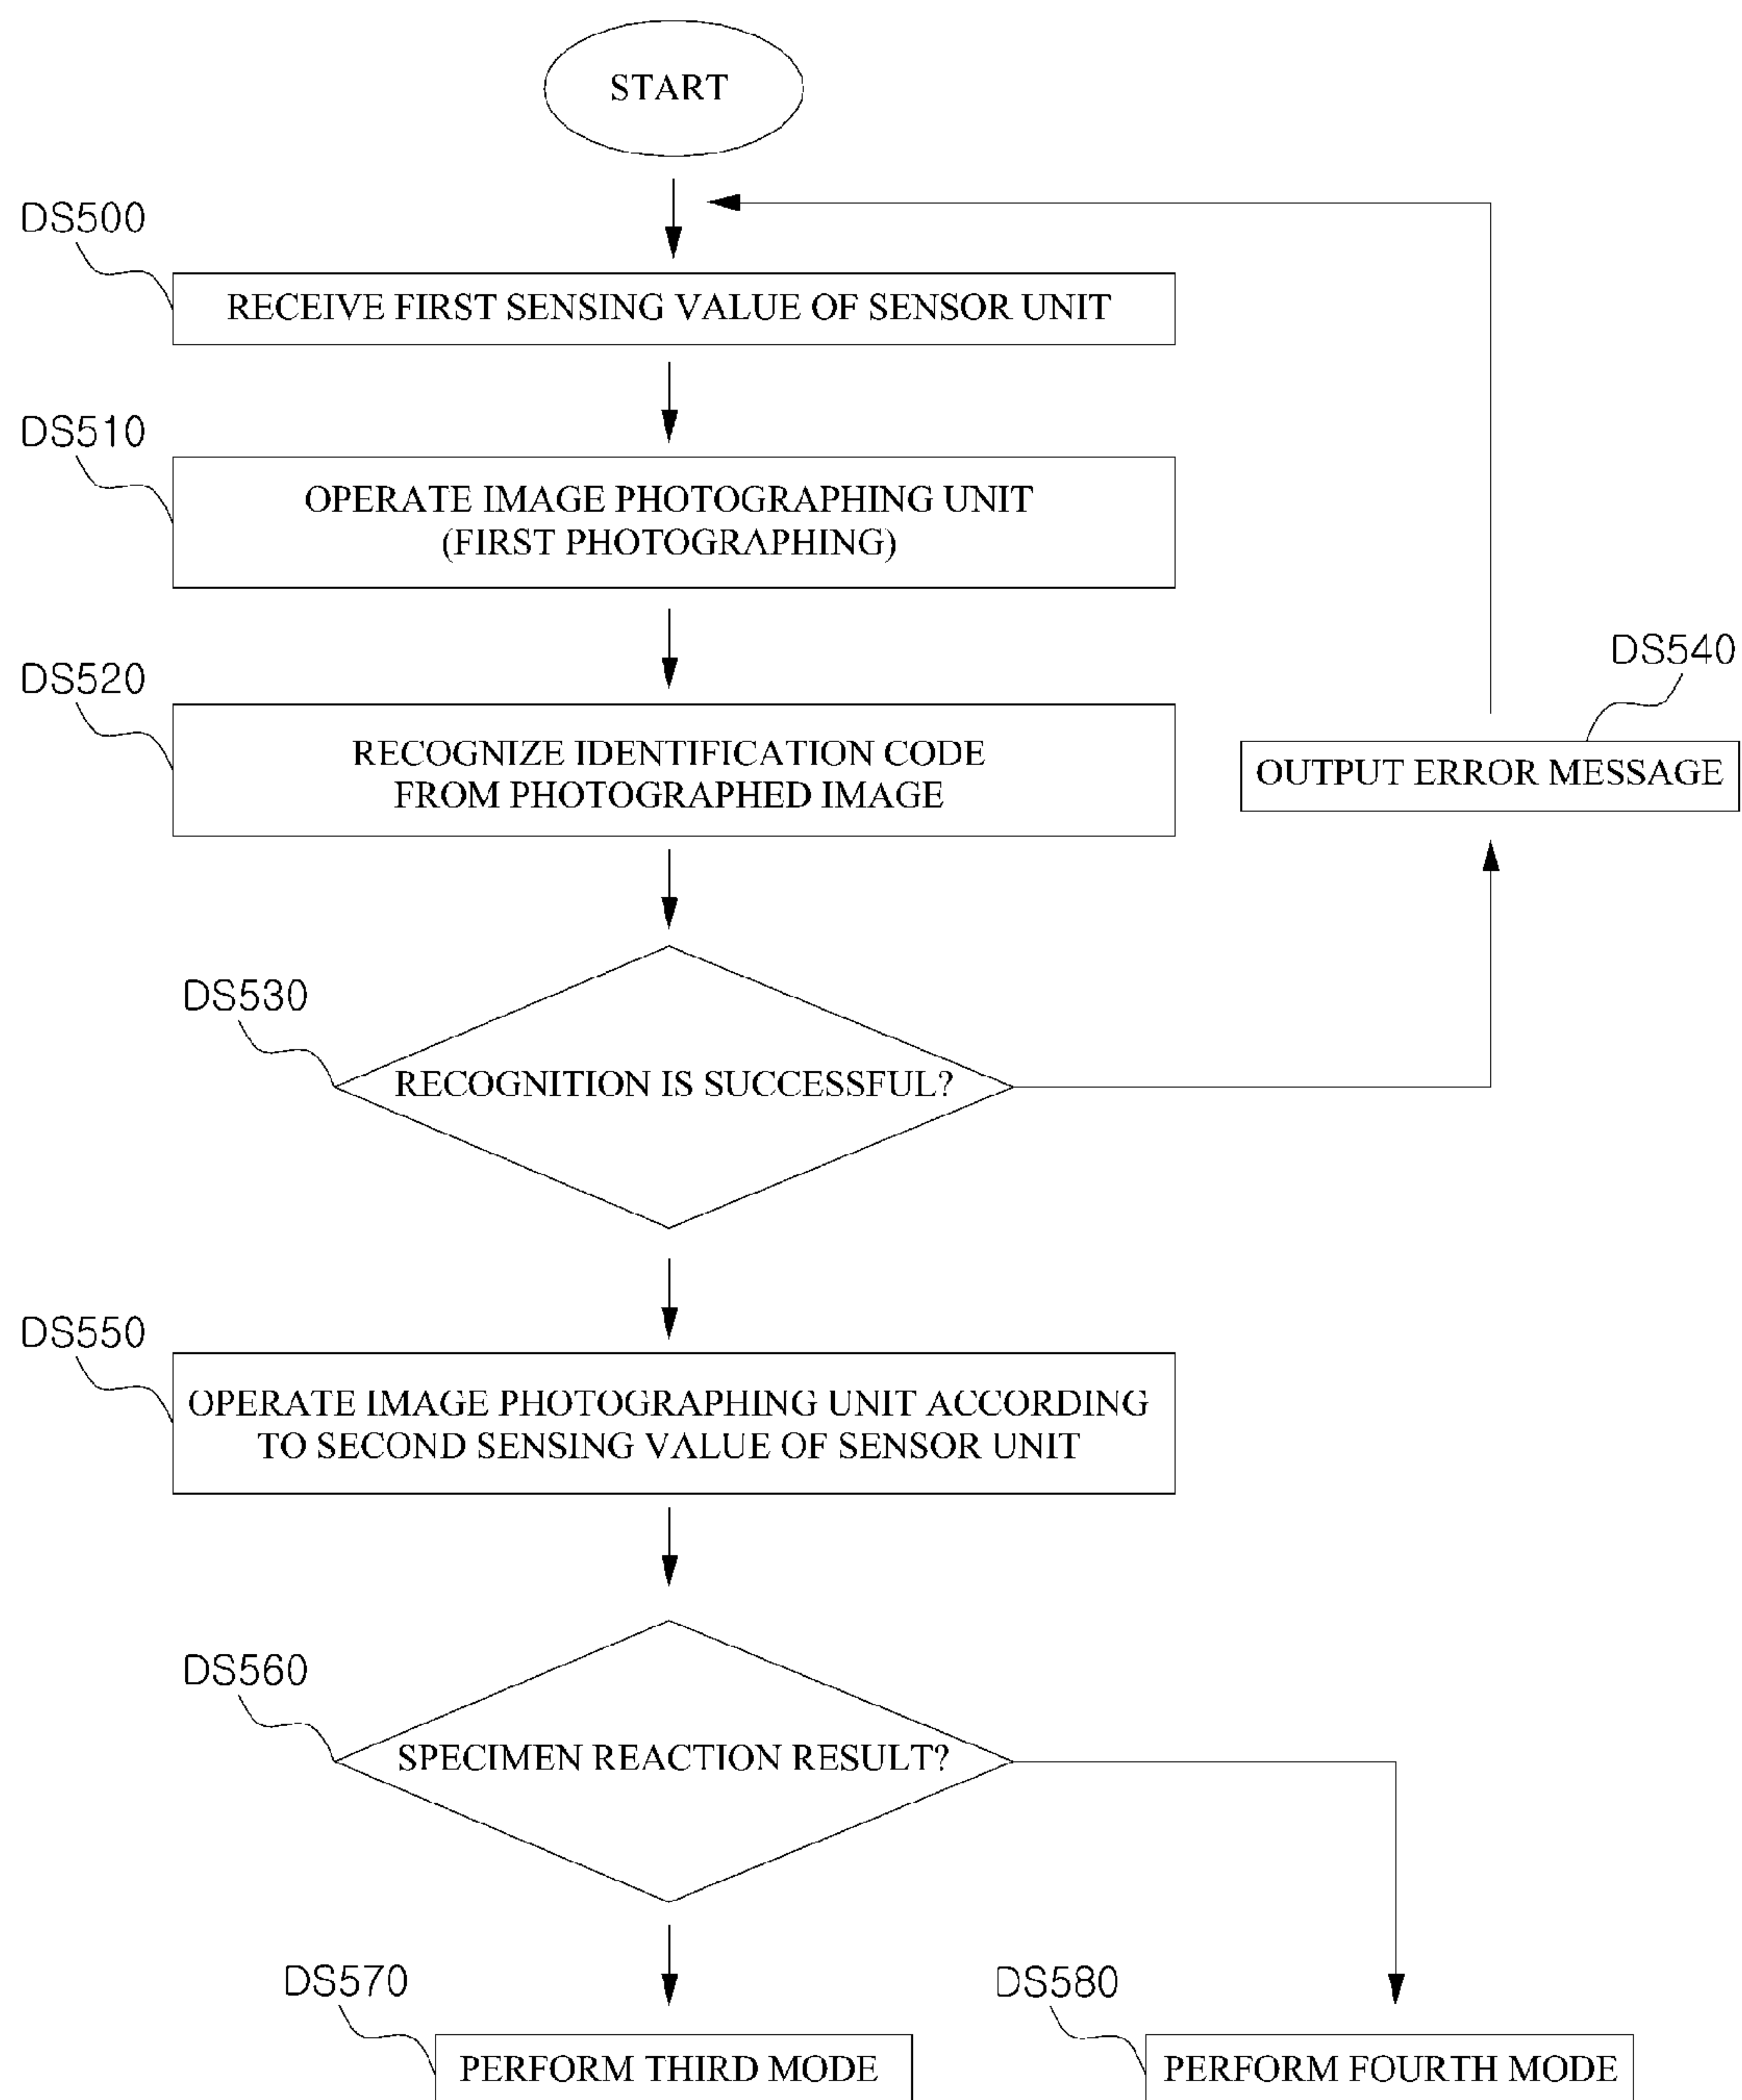 START
DS500
RECEIVE FIRST SENSING VALUE OF SENSOR UNIT
DS510
OPERATE IMAGE PHOTOGRAPHING UNIT
(FIRST PHOTOGRAPHING)
DS520
RECOGNIZE IDENTIFICATION CODE
FROM PHOTOGRAPHED IMAGE
DS540
OUTPUT ERROR MESSAGE
DS530
RECOGNITION IS SUCCESSFUL?
DS550
OPERATE IMAGE PHOTOGRAPHING UNIT ACCORDING
TO SECOND SENSING VALUE OF SENSOR UNIT
DS560
SPECIMEN REACTION RESULT?
DS570
PERFORM THIRD MODE
DS580
PERFORM FOURTH MODE